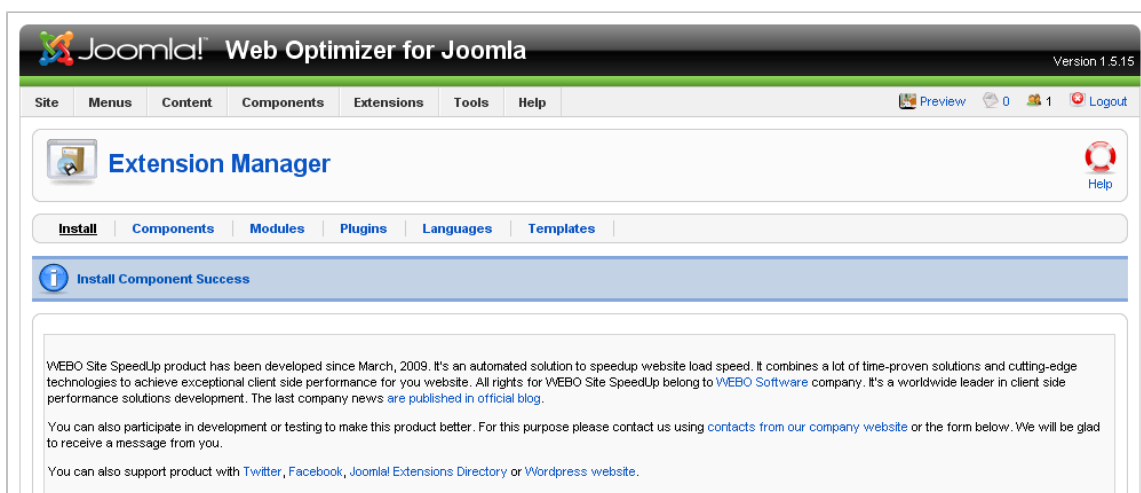 Joomla!™ Web Optimizer for Joomla
Version 1.5.15
Site Menus Content Components Extensions Tools Help Preview 0 1 Logout
Extension Manager
Help
Install Components Modules Plugins Languages Templates
Install Component Success
WEBO Site SpeedUp product has been developed since March, 2009. It's an automated solution to speedup website load speed. It combines a lot of time-proven solutions and cutting-edge
technologies to achieve exceptional client side performance for you website. All rights for WEBO Site SpeedUp belong to WEBO Software company. It's a worldwide leader in client side
performance solutions development. The last company news are published in official blog.
You can also participate in development or testing to make this product better. For this purpose please contact us using contacts from our company website or the form below. We will be glad
to receive a message from you.
You can also support product with Twitter, Facebook, Joomla! Extensions Directory or Wordpress website.